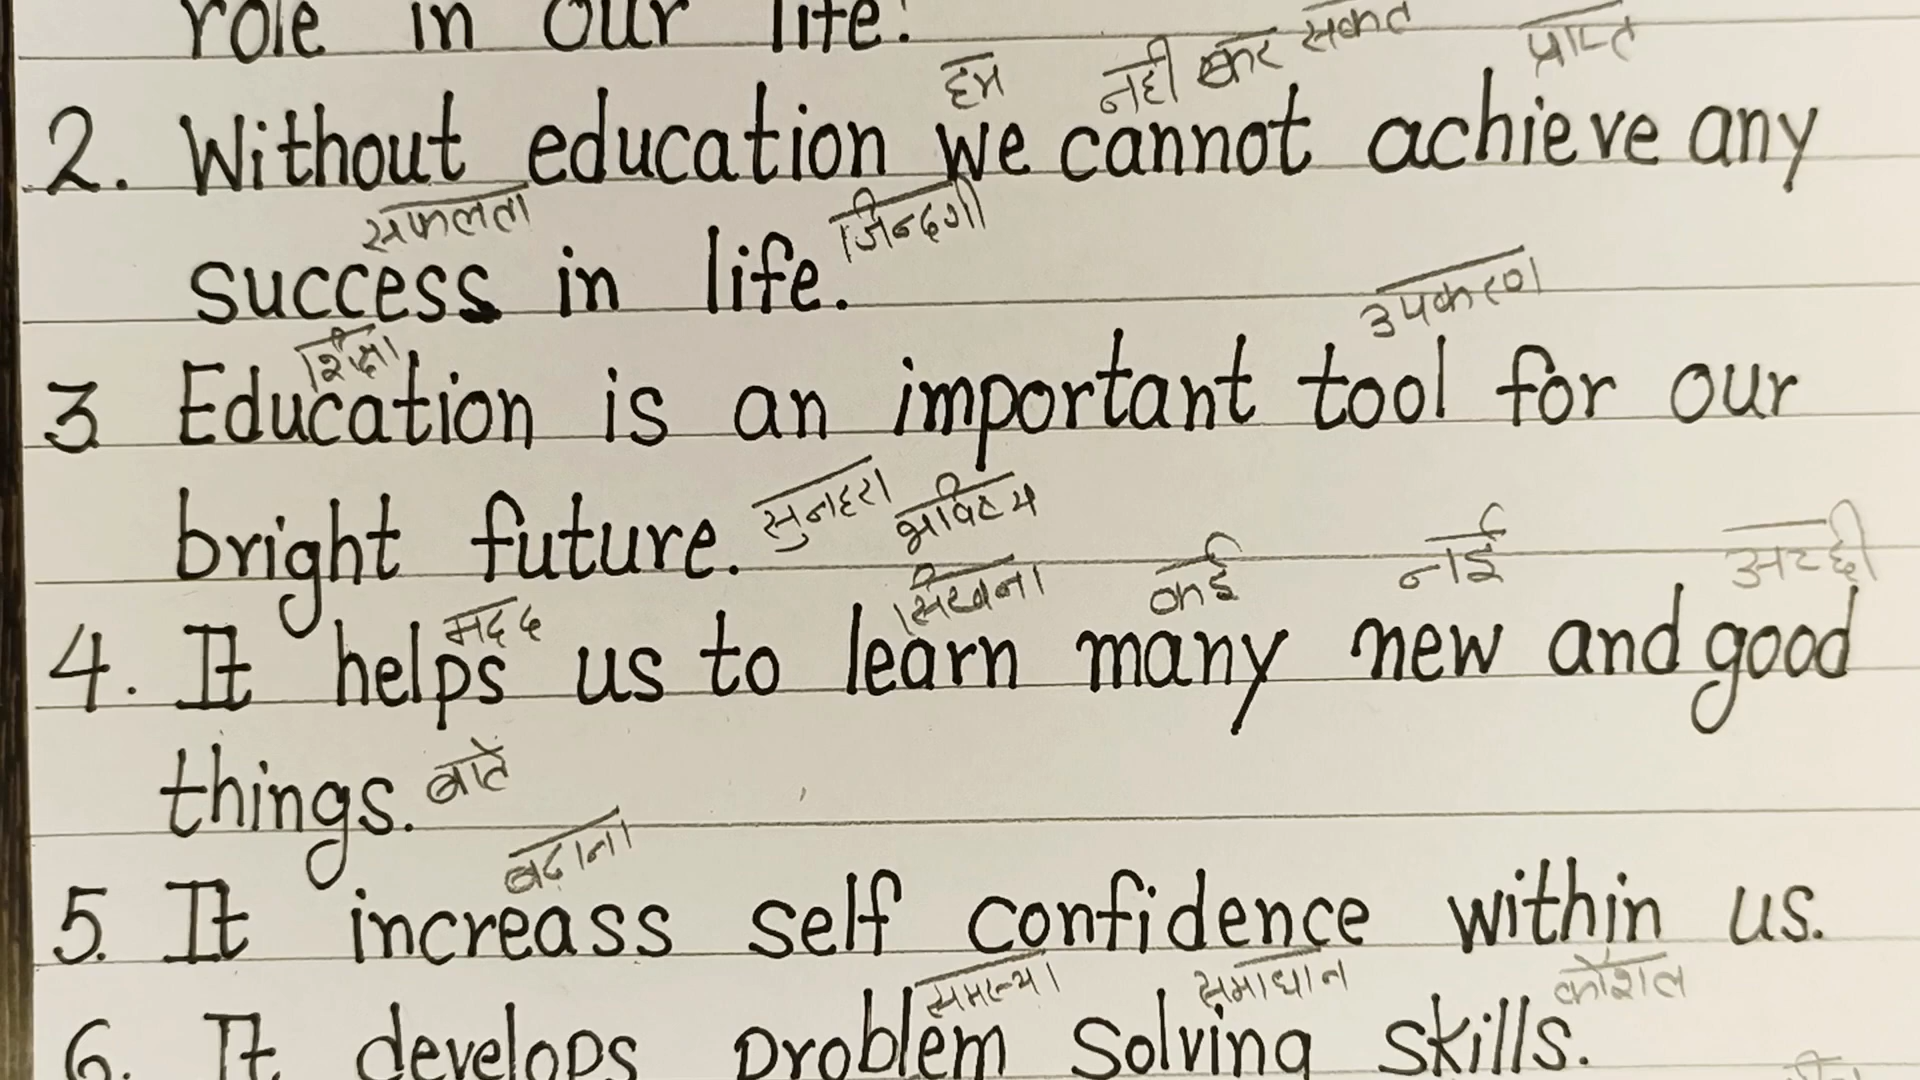 role in our life.
हम नही कर सकत प्राप्त
2. Without education we cannot achieve any
सफलता जिन्दगी
success in life.
शिक्षा उपकरण
3 Education is an important tool for our
bright future. सुनहरा भविष्य
मदद सिखना कई नई अच्छी
4. It helps us to learn many new and good
things. बाते
बढ़ाना
5. It increass self confidence within us.
समस्या समाधान कौशल
6. It develops problem solving skills.